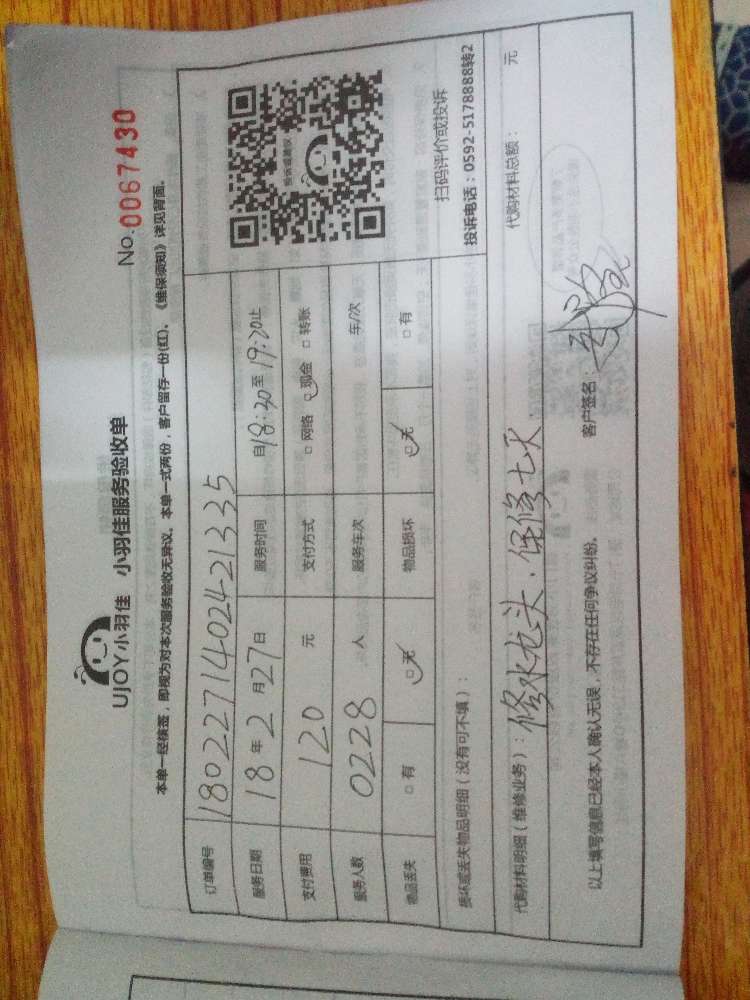 UJOY小羽佳 小羽佳服务验收单
No.0067430
本单一经核签，即视为对本次服务验收无异议。本单一式两份，客户留存一份(红)。《维保须知》详见背面。
订单编号 180227140242 1335
服务日期 18年2月27日 服务时间 自18:30至19:20止
支付费用 120 元 支付方式 □网络 □现金 □转账
服务人数 0228 人 服务车次 车/次
物品丢失 □有 □无 物品损坏 □无 □有
扫码评价或投诉
投诉电话：0592-5178888转2
损坏或丢失物品明细（没有可不填）：
代购材料明细（维修业务）：修水龙头，保修七天 代购材料总额： 元
以上填写信息已经本人确认无误，不存在任何争议纠纷。 客户签名：